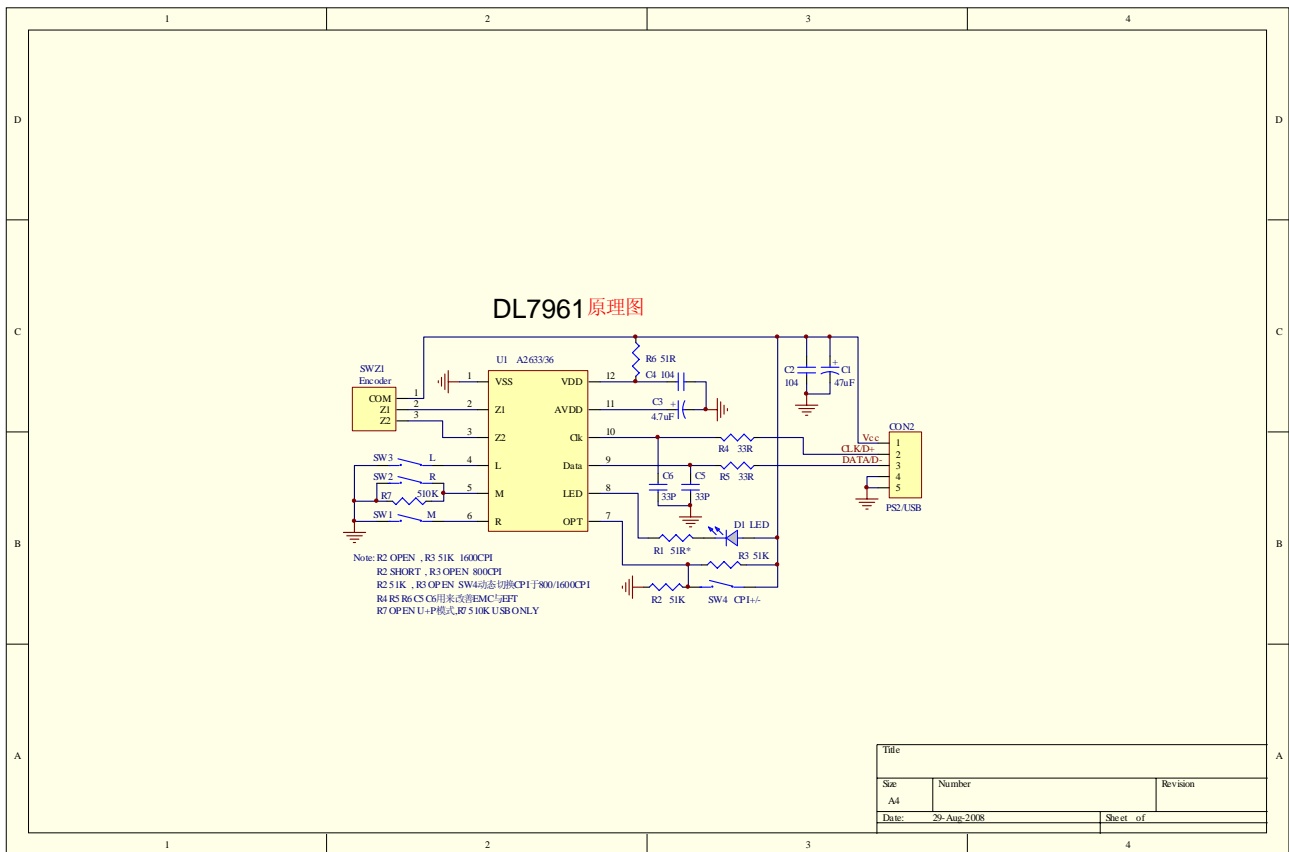 1 2 3 4
D D
C C
B B
A A
DL7961原理图
U1 A2633/36
SWZ1
Encoder
COM 1
Z1 2
Z2 3
1 VSS VDD 12
2 Z1 AVDD 11
3 Z2 Clk 10
4 L Data 9
5 M LED 8
6 R OPT 7
R6 51R
C4 104
C3 +
4.7uF
C2
104
+
C1
47uF
SW3 L
SW2 R
R7 510K
SW1 M
R4 33R
R5 33R
C6
33P
C5
33P
CON2
Vcc 1
CLK/D+ 2
DATA/D- 3
4
5
PS2/USB
D1 LED
R1 51R*
R3 51K
R2 51K
SW4 CPI+/-
Note: R2 OPEN , R3 51K 1600CPI
R2 SHORT , R3 OPEN 800CPI
R2 51K , R3 OPEN SW4动态切换CPI于800/1600CPI
R4 R5 R6 C5 C6用来改善EMC与EFT
R7 OPEN U+P模式,R7 510K USB ONLY
Title
Size Number Revision
A4
Date: 29-Aug-2008 Sheet of
1 2 3 4